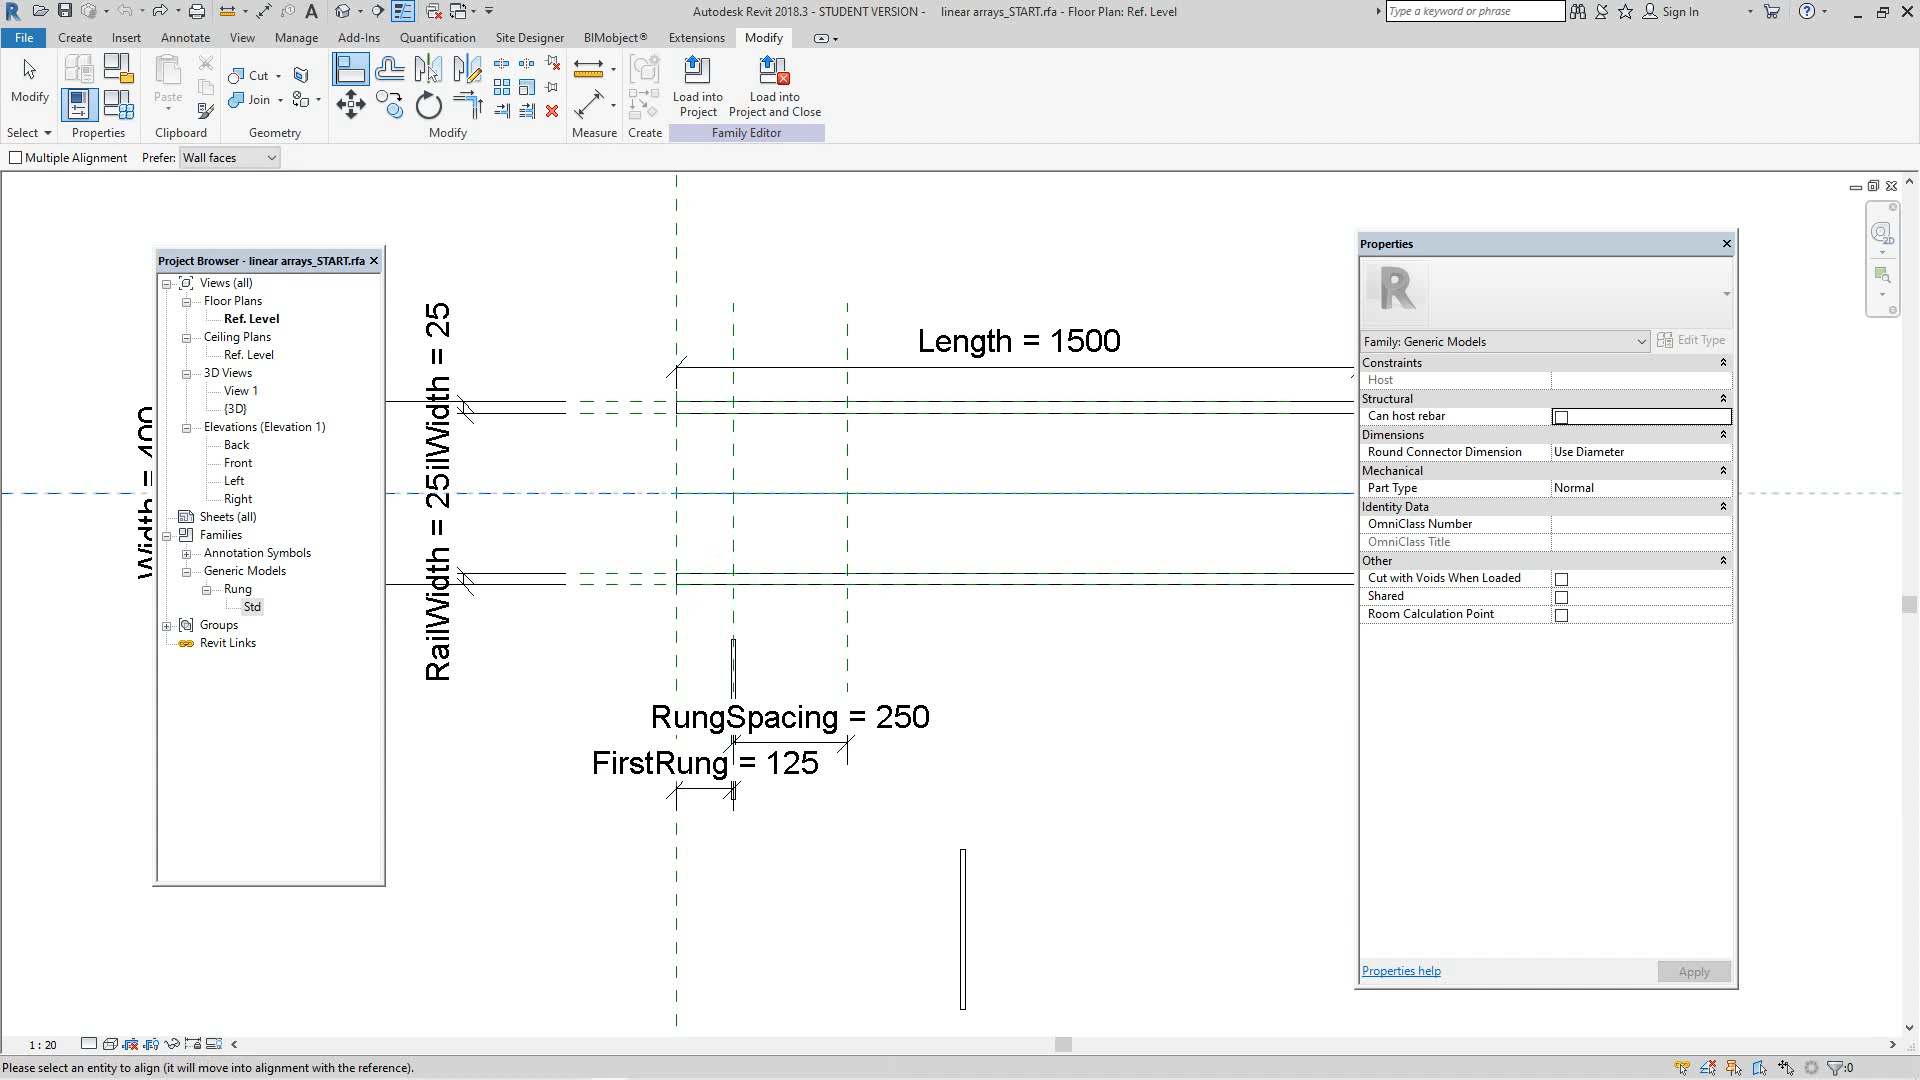 Autodesk Revit 2018.3 - STUDENT VERSION - linear arrays_START.rfa - Floor Plan: Ref. Level
Type a keyword or phrase
Sign In
File Create Insert Annotate View Manage Add-Ins Quantification Site Designer BIMobject® Extensions Modify
Modify
Paste
Cut
Join
Load into Project
Load into Project and Close
Select Properties Clipboard Geometry Modify Measure Create Family Editor
Multiple Alignment Prefer: Wall faces
Project Browser - linear arrays_START.rfa
Views (all)
Floor Plans
Ref. Level
Ceiling Plans
Ref. Level
3D Views
View 1
{3D}
Elevations (Elevation 1)
Back
Front
Left
Right
Sheets (all)
Families
Annotation Symbols
Generic Models
Rung
Std
Groups
Revit Links
Width = 400
RailWidth = 25
ilWidth = 25
Length = 1500
RungSpacing = 250
FirstRung = 125
Properties
R
Family: Generic Models
Edit Type
Constraints
Host
Structural
Can host rebar
Dimensions
Round Connector Dimension Use Diameter
Mechanical
Part Type Normal
Identity Data
OmniClass Number
OmniClass Title
Other
Cut with Voids When Loaded
Shared
Room Calculation Point
Properties help
Apply
2D
1 : 20
Please select an entity to align (it will move into alignment with the reference).
:0